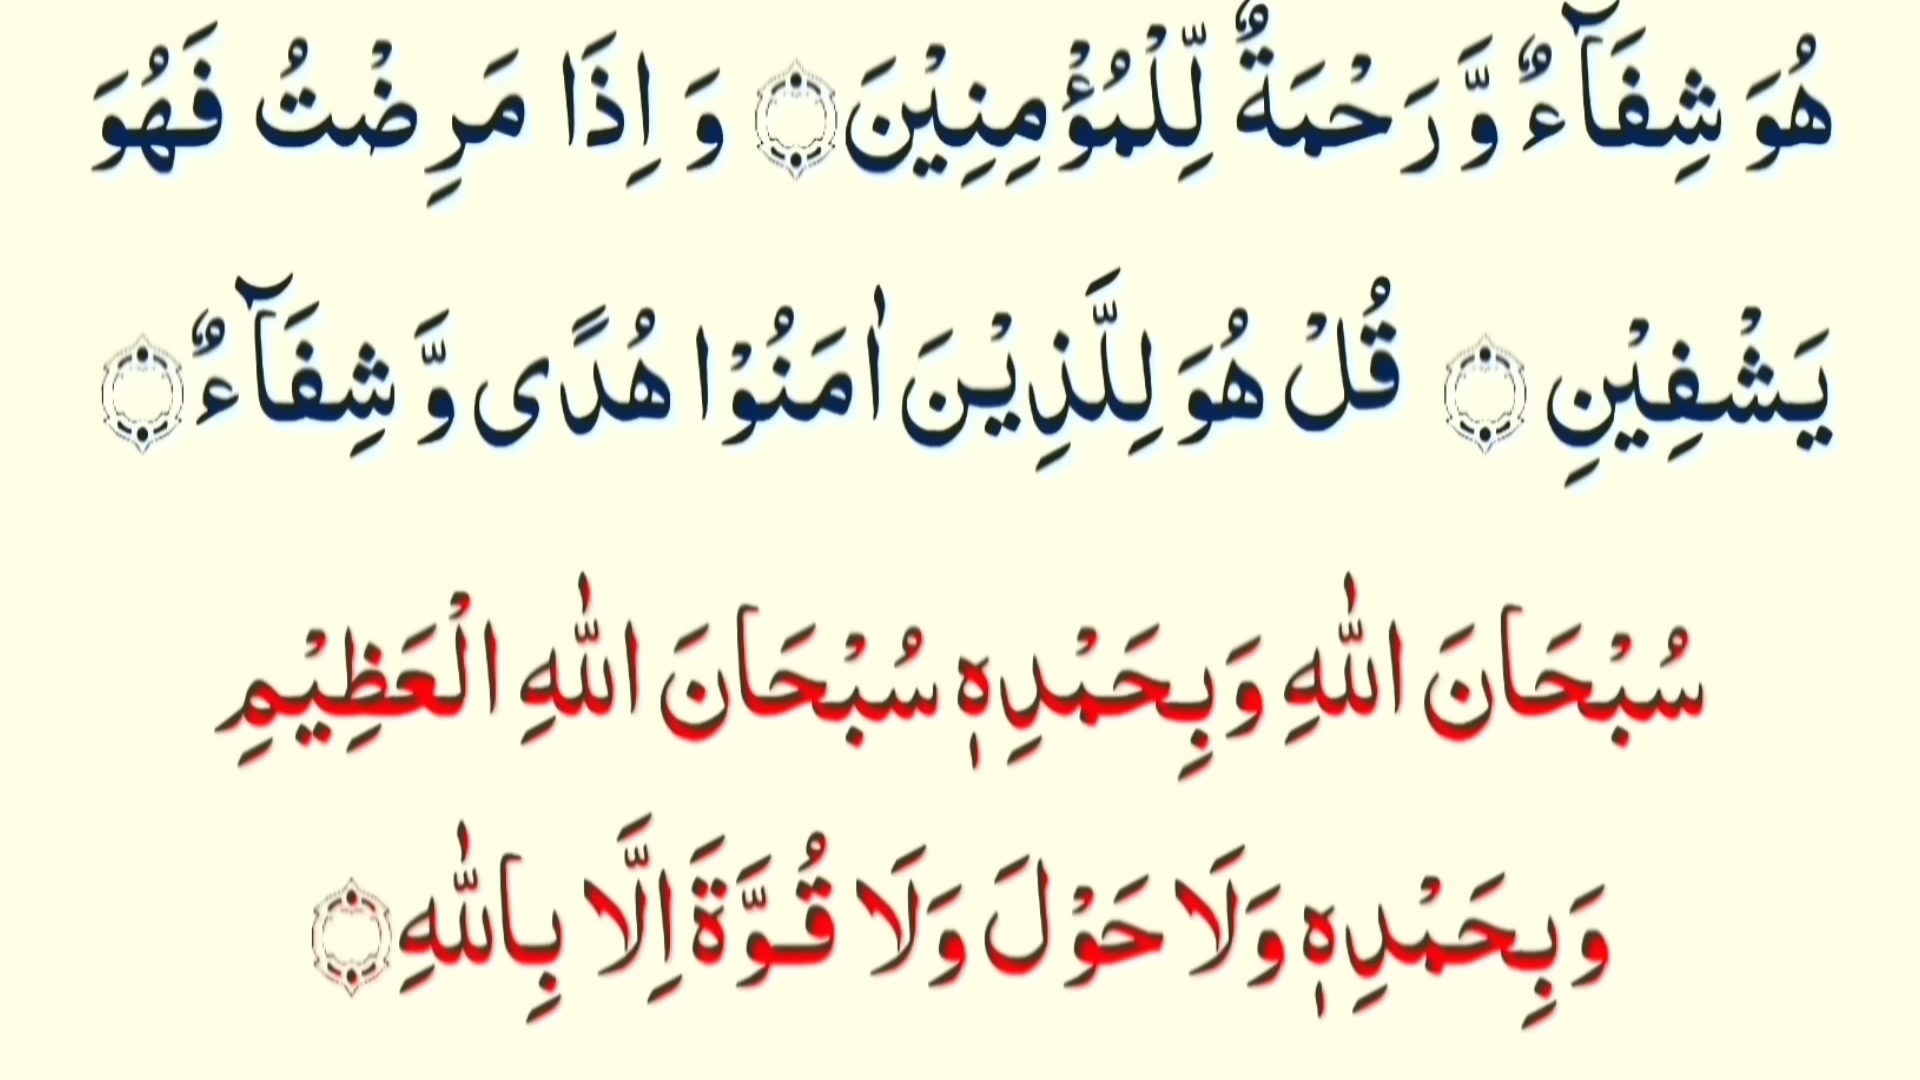 هُوَ شِفَآءٌ وَّ رَحْمَةٌ لِّلْمُؤْمِنِيْنَ۝ وَ اِذَا مَرِضْتُ فَهُوَ
يَشْفِيْنِ ۝ قُلْ هُوَ لِلَّذِيْنَ اٰمَنُوْا هُدًى وَّ شِفَآءٌ۝
سُبْحَانَ اللّٰهِ وَبِحَمْدِهٖ سُبْحَانَ اللّٰهِ الْعَظِيْمِ
وَبِحَمْدِهٖ وَلَا حَوْلَ وَلَا قُوَّةَ اِلَّا بِاللّٰهِ۝